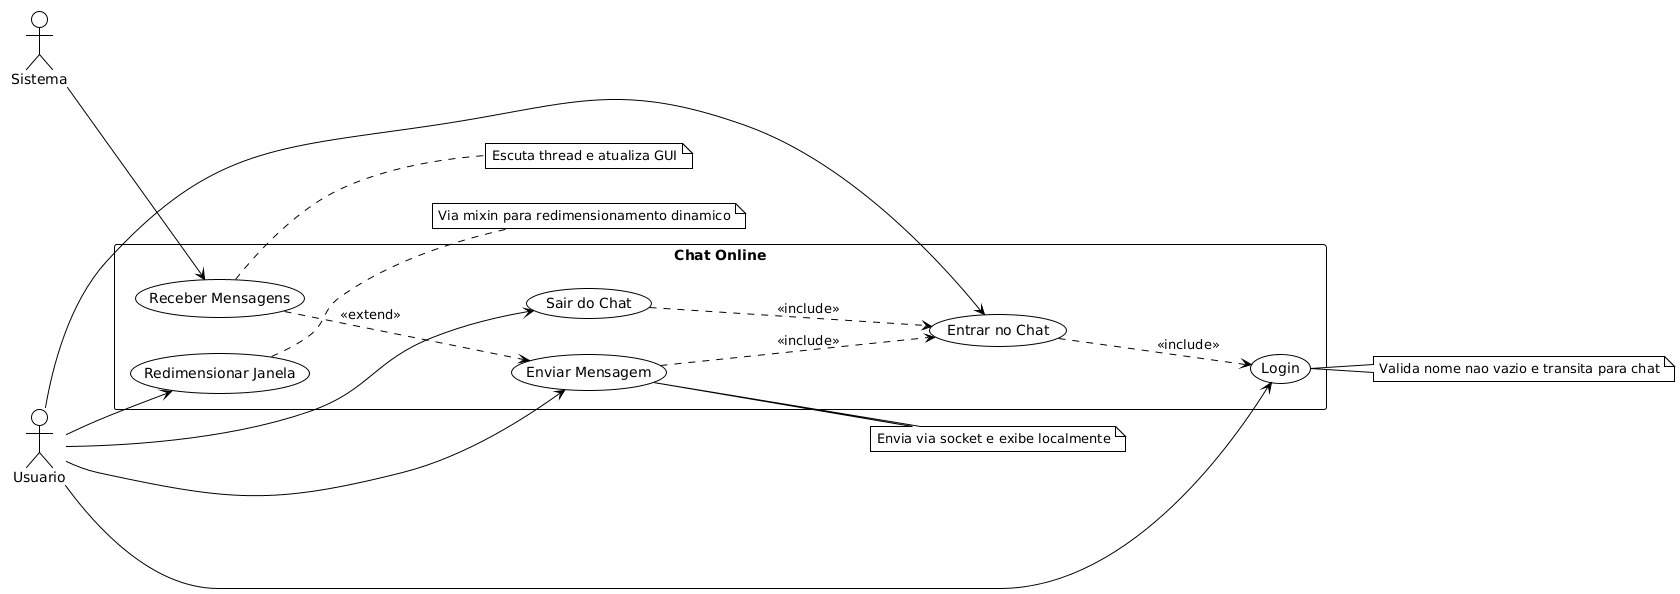 Sistema
Escuta thread e atualiza GUI
Via mixin para redimensionamento dinamico
Chat Online
Receber Mensagens
«extend»
Sair do Chat
«include»
Entrar no Chat
«include»
«include»
Redimensionar Janela
Enviar Mensagem
Login
Valida nome nao vazio e transita para chat
Envia via socket e exibe localmente
Usuario